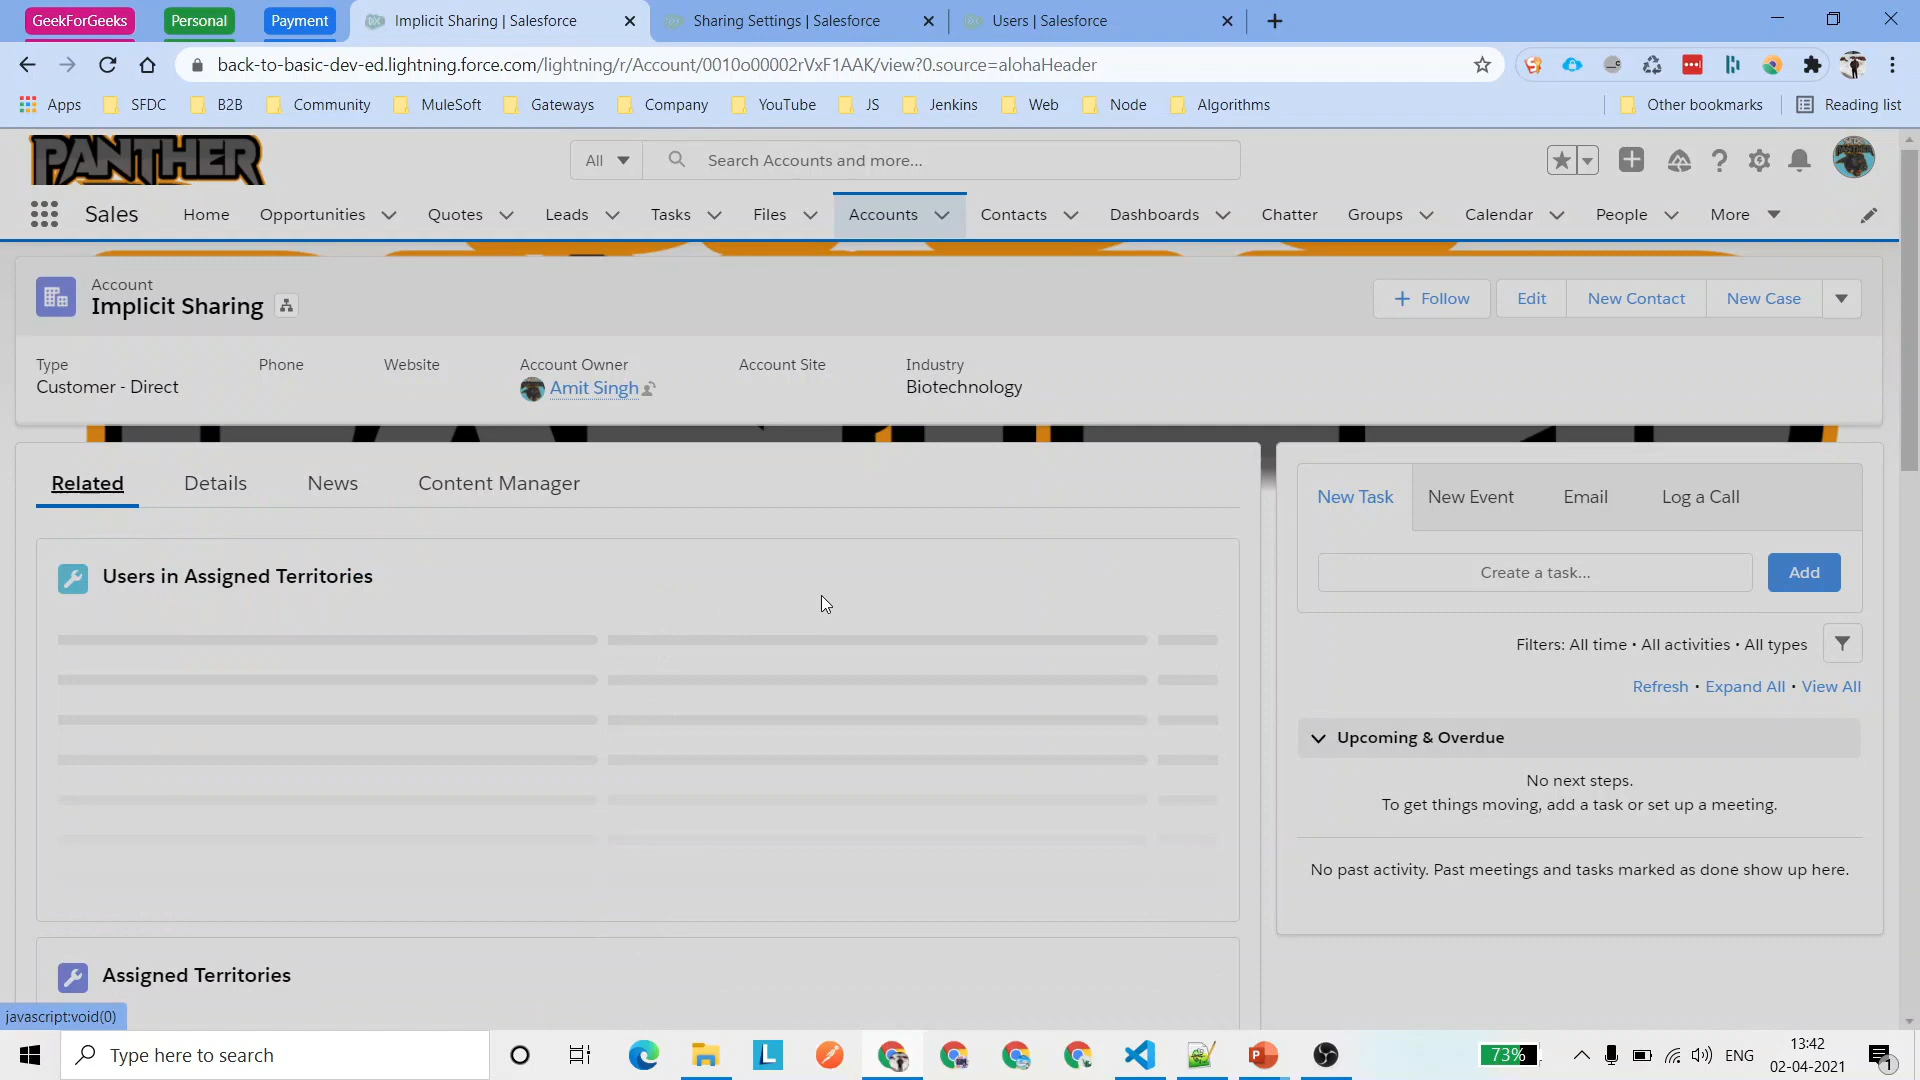 GeekForGeeks Personal Payment Implicit Sharing | Salesforce Sharing Settings | Salesforce Users | Salesforce
back-to-basic-dev-ed.lightning.force.com/lightning/r/Account/0010o00002rVxF1AAK/view?0.source=alohaHeader
Apps SFDC B2B Community MuleSoft Gateways Company YouTube JS Jenkins Web Node Algorithms Other bookmarks Reading list
PANTHER All Search Accounts and more...
Sales Home Opportunities Quotes Leads Tasks Files Accounts Contacts Dashboards Chatter Groups Calendar People More
Account
Implicit Sharing Follow Edit New Contact New Case
Type Phone Website Account Owner Account Site Industry
Customer - Direct Amit Singh Biotechnology
Related Details News Content Manager
New Task New Event Email Log a Call
Users in Assigned Territories
Create a task... Add
Filters: All time • All activities • All types
Refresh • Expand All • View All
Upcoming & Overdue
No next steps.
To get things moving, add a task or set up a meeting.
No past activity. Past meetings and tasks marked as done show up here.
Assigned Territories
javascript:void(0)
Type here to search 73% ENG 13:42
02-04-2021
1